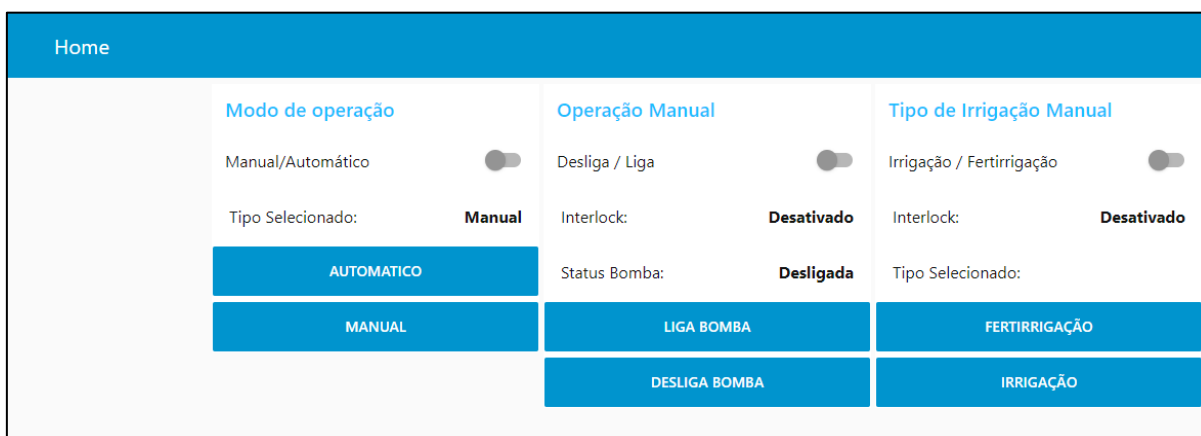 Home
Modo de operação
Manual/Automático
Tipo Selecionado: Manual
AUTOMATICO
MANUAL
Operação Manual
Desliga / Liga
Interlock: Desativado
Status Bomba: Desligada
LIGA BOMBA
DESLIGA BOMBA
Tipo de Irrigação Manual
Irrigação / Fertirrigação
Interlock: Desativado
Tipo Selecionado:
FERTIRRIGAÇÃO
IRRIGAÇÃO